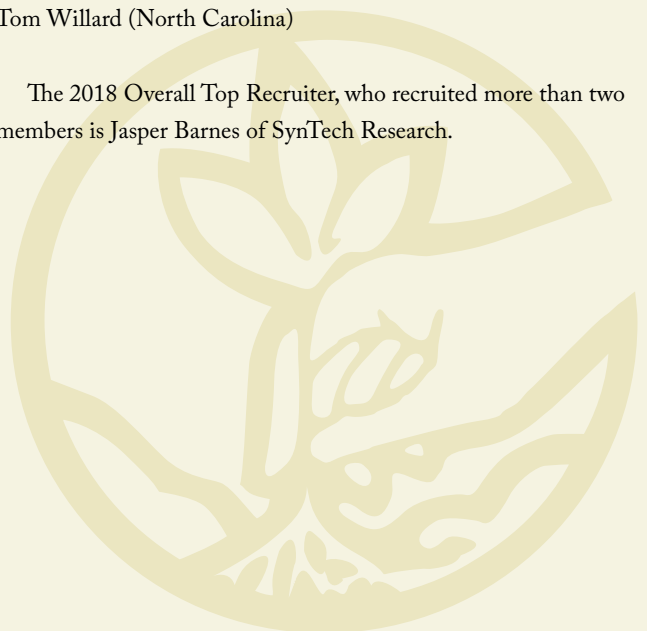 Tom Willard (North Carolina)
The 2018 Overall Top Recruiter, who recruited more than two
members is Jasper Barnes of SynTech Research.